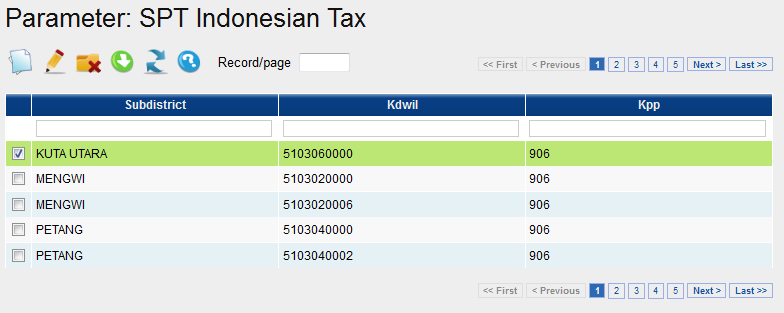 Parameter: SPT Indonesian Tax
Record/page
<< First < Previous 1 2 3 4 5 Next > Last >>
Subdistrict Kdwil Kpp
KUTA UTARA 5103060000 906
MENGWI 5103020000 906
MENGWI 5103020006 906
PETANG 5103040000 906
PETANG 5103040002 906
<< First < Previous 1 2 3 4 5 Next > Last >>